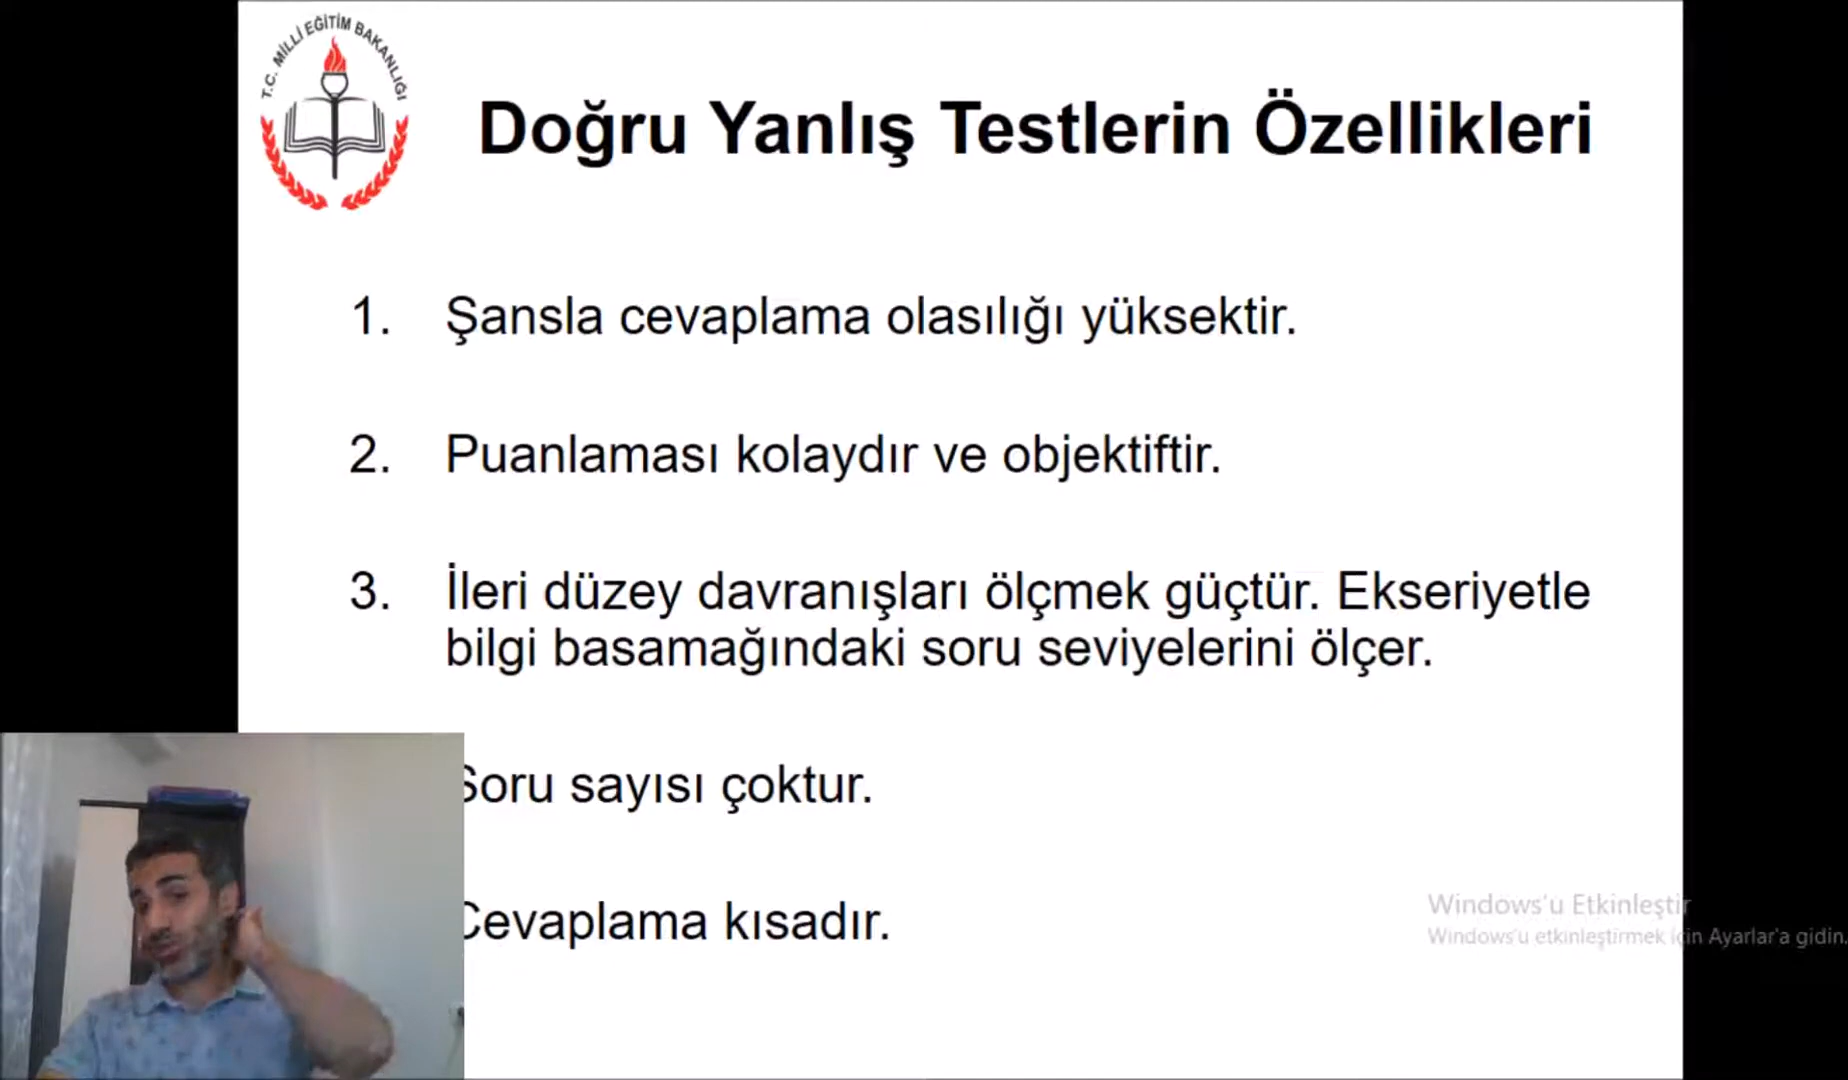 T.C. MİLLİ EĞİTİM BAKANLIĞI
Doğru Yanlış Testlerin Özellikleri
1. Şansla cevaplama olasılığı yüksektir.
2. Puanlaması kolaydır ve objektiftir.
3. İleri düzey davranışları ölçmek güçtür. Ekseriyetle
bilgi basamağındaki soru seviyelerini ölçer.
Soru sayısı çoktur.
Cevaplama kısadır.
Windows'u Etkinleştir
Windows'u etkinleştirmek için Ayarlar'a gidin.